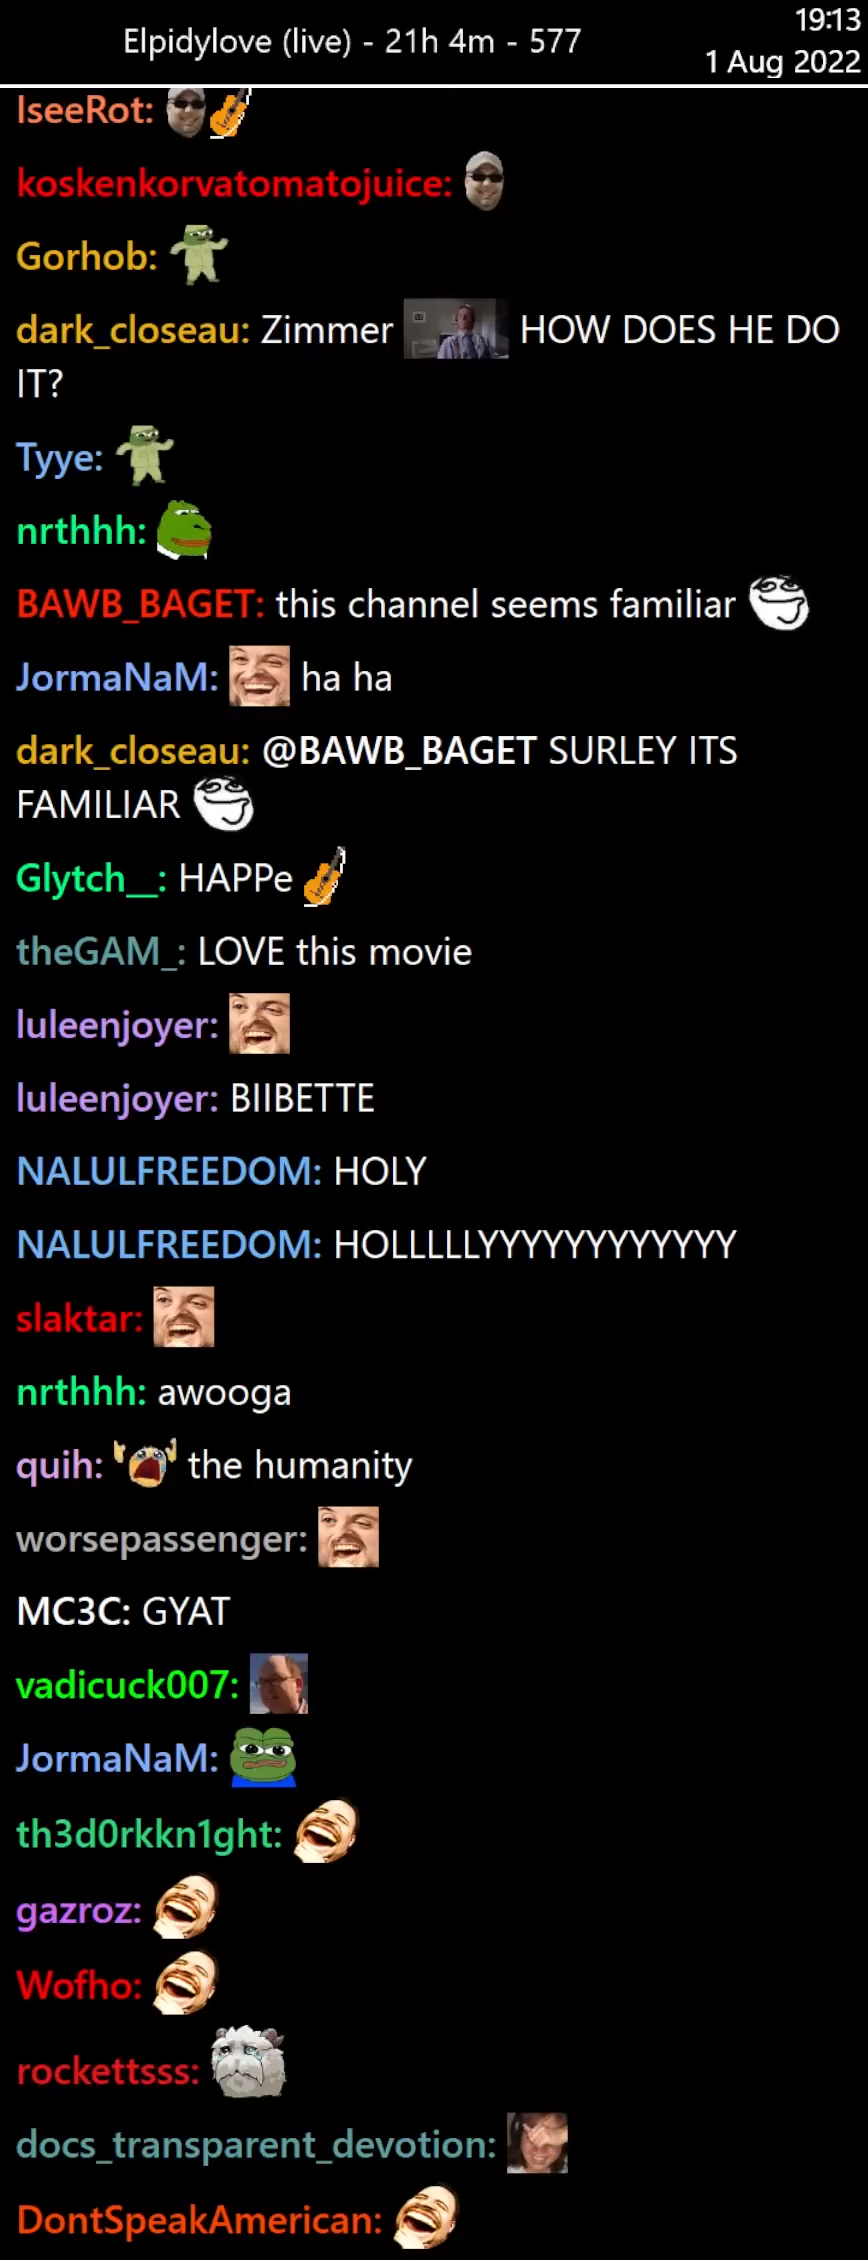 Elpidylove (live) - 21h 4m - 577
19:13
1 Aug 2022
IseeRot:
koskenkorvatomatojuice:
Gorhob:
dark_closeau: Zimmer HOW DOES HE DO
IT?
Tyye:
nrthhh:
BAWB_BAGET: this channel seems familiar
JormaNaM: ha ha
dark_closeau: @BAWB_BAGET SURLEY ITS
FAMILIAR
Glytch__: HAPPe
theGAM_: LOVE this movie
luleenjoyer:
luleenjoyer: BIIBETTE
NALULFREEDOM: HOLY
NALULFREEDOM: HOLLLLLYYYYYYYYYYYY
slaktar:
nrthhh: awooga
quih: the humanity
worsepassenger:
MC3C: GYAT
vadicuck007:
JormaNaM:
th3d0rkkn1ght:
gazroz:
Wofho:
rockettsss:
docs_transparent_devotion:
DontSpeakAmerican: